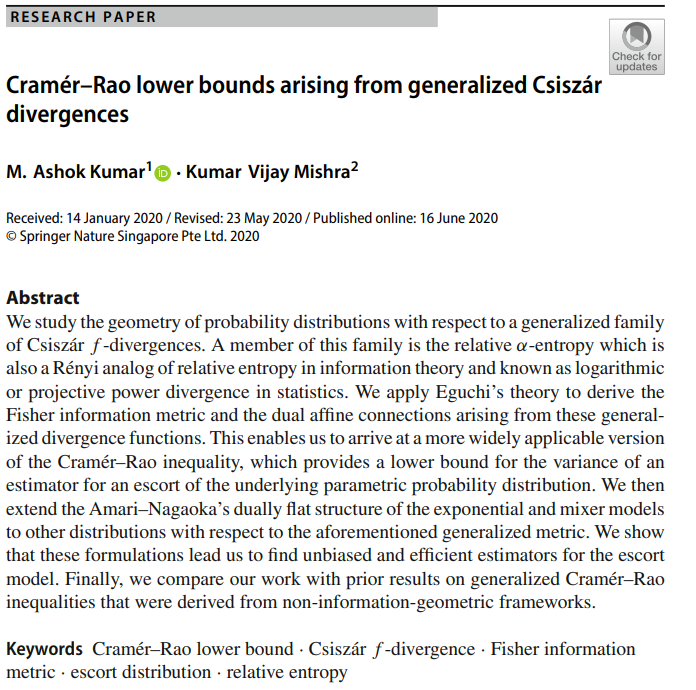 RESEARCH PAPER
Check for
updates
Cramér–Rao lower bounds arising from generalized Csiszár
divergences
M. Ashok Kumar¹ iD · Kumar Vijay Mishra²
Received: 14 January 2020 / Revised: 23 May 2020 / Published online: 16 June 2020
© Springer Nature Singapore Pte Ltd. 2020
Abstract
We study the geometry of probability distributions with respect to a generalized family
of Csiszár f-divergences. A member of this family is the relative α-entropy which is
also a Rényi analog of relative entropy in information theory and known as logarithmic
or projective power divergence in statistics. We apply Eguchi’s theory to derive the
Fisher information metric and the dual affine connections arising from these general-
ized divergence functions. This enables us to arrive at a more widely applicable version
of the Cramér–Rao inequality, which provides a lower bound for the variance of an
estimator for an escort of the underlying parametric probability distribution. We then
extend the Amari–Nagaoka’s dually flat structure of the exponential and mixer models
to other distributions with respect to the aforementioned generalized metric. We show
that these formulations lead us to find unbiased and efficient estimators for the escort
model. Finally, we compare our work with prior results on generalized Cramér–Rao
inequalities that were derived from non-information-geometric frameworks.
Keywords Cramér–Rao lower bound · Csiszár f-divergence · Fisher information
metric · escort distribution · relative entropy